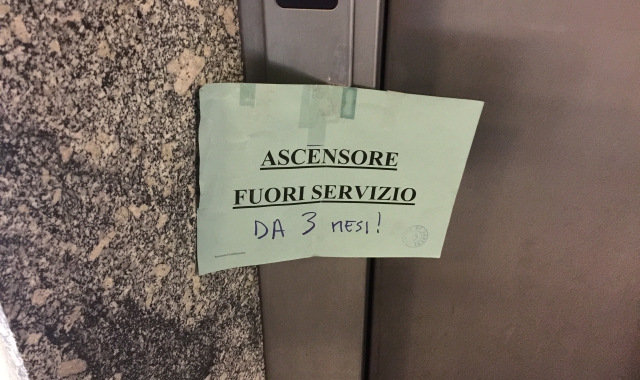 ASCENSORE
FUORI SERVIZIO
DA 3 MESI!